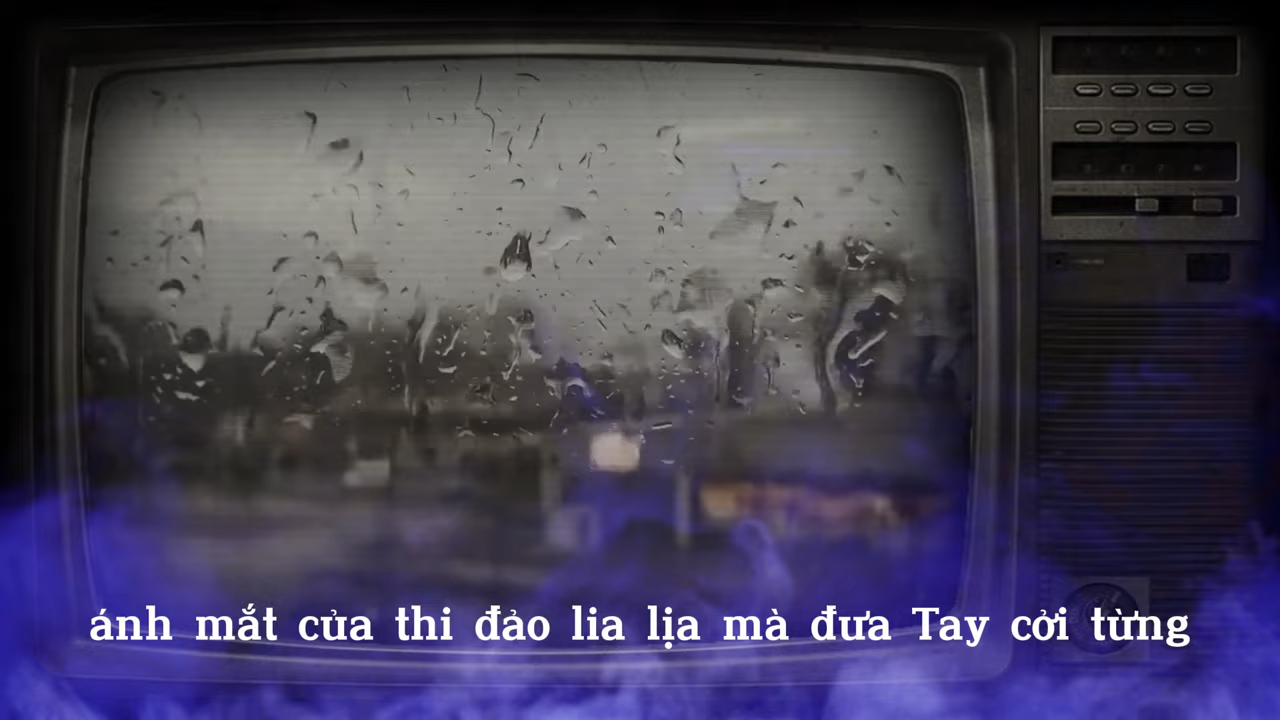 ánh mắt của thi đảo lia lịa mà đưa Tay cởi từng